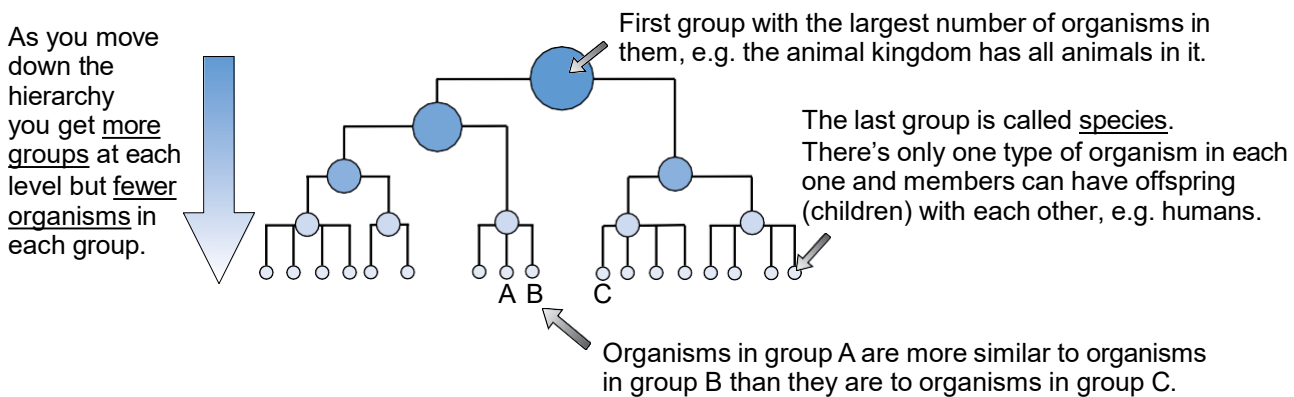 As you move
down the
hierarchy
you get more
groups at each
level but fewer
organisms in
each group.
First group with the largest number of organisms in
them, e.g. the animal kingdom has all animals in it.
The last group is called species.
There’s only one type of organism in each
one and members can have offspring
(children) with each other, e.g. humans.
A B C
Organisms in group A are more similar to organisms
in group B than they are to organisms in group C.